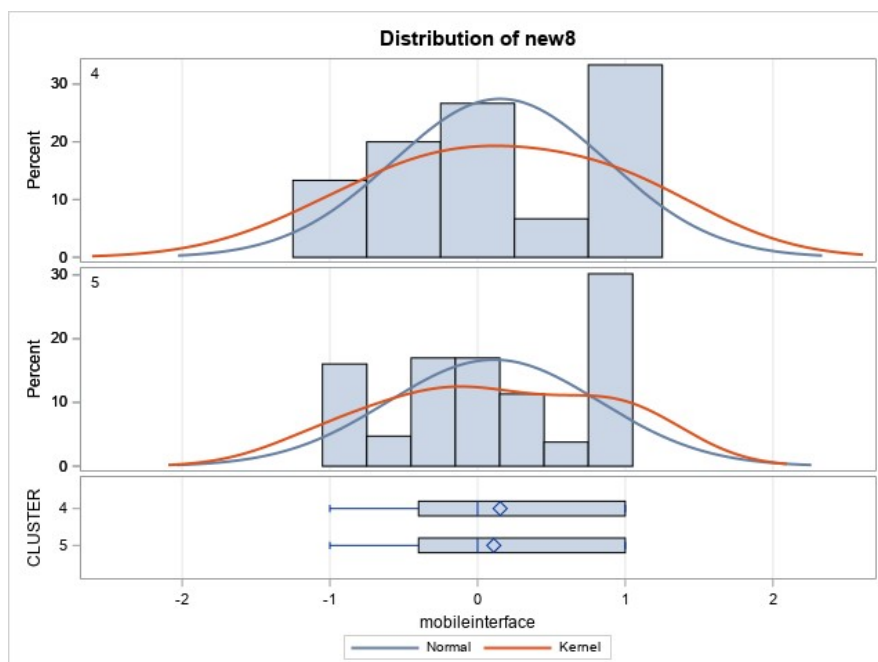 Distribution of new8
4
30
20
10
0
Percent
5
30
20
10
0
Percent
4
5
CLUSTER
-2 -1 0 1 2
mobileinterface
Normal Kernel